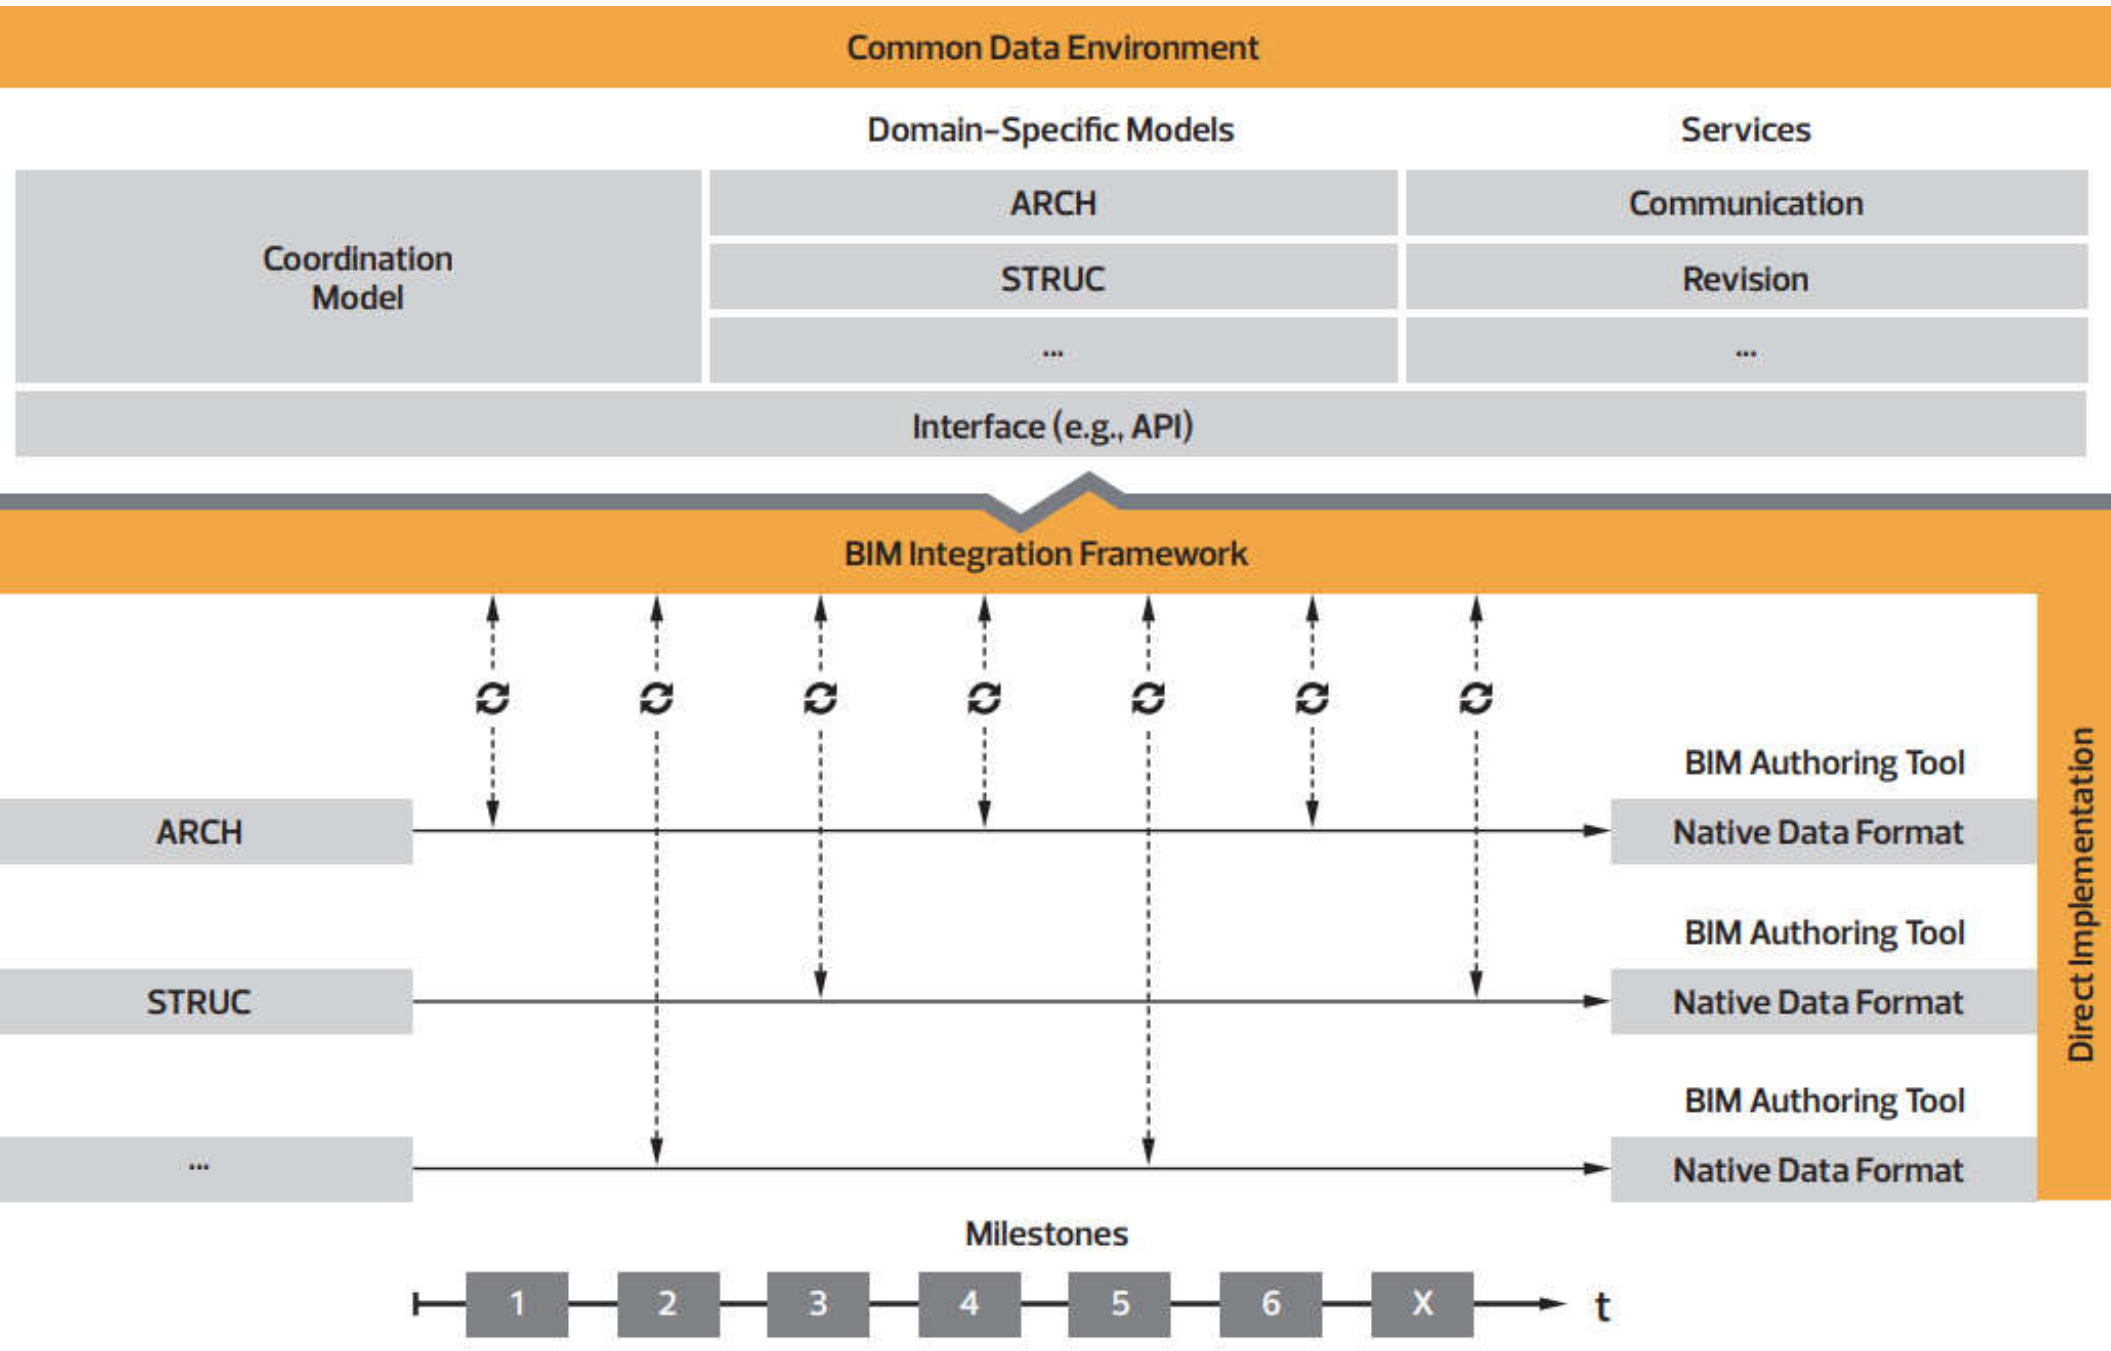 Common Data Environment
Domain-Specific Models
Services
Coordination
Model
ARCH
Communication
STRUC
Revision
...
...
Interface (e.g., API)
BIM Integration Framework
BIM Authoring Tool
ARCH
Native Data Format
BIM Authoring Tool
STRUC
Native Data Format
BIM Authoring Tool
...
Native Data Format
Direct Implementation
Milestones
1 2 3 4 5 6 X t